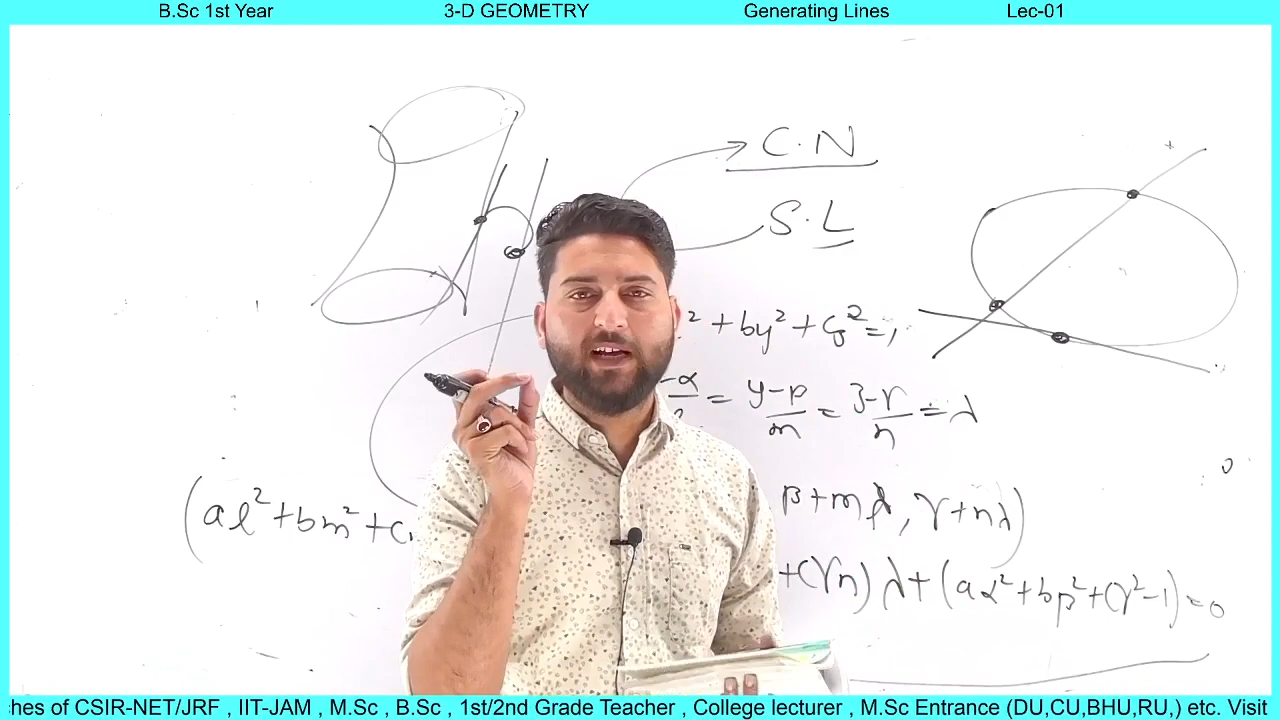 B.Sc 1st Year 3-D GEOMETRY Generating Lines Lec-01
C.N
S.L
² + by² + cz² = 1
-α = y-β/m = z-γ/n = λ
β+mλ, γ+nλ)
(al²+bm²+c
+cγn)λ+(aα²+bβ²+cγ²-1)=0
:hes of CSIR-NET/JRF , IIT-JAM , M.Sc , B.Sc , 1st/2nd Grade Teacher , College lecturer , M.Sc Entrance (DU,CU,BHU,RU,) etc. Visit